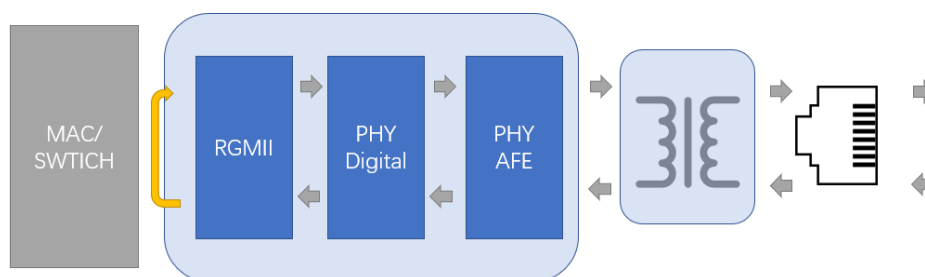 MAC/
SWTICH
RGMII
PHY
Digital
PHY
AFE